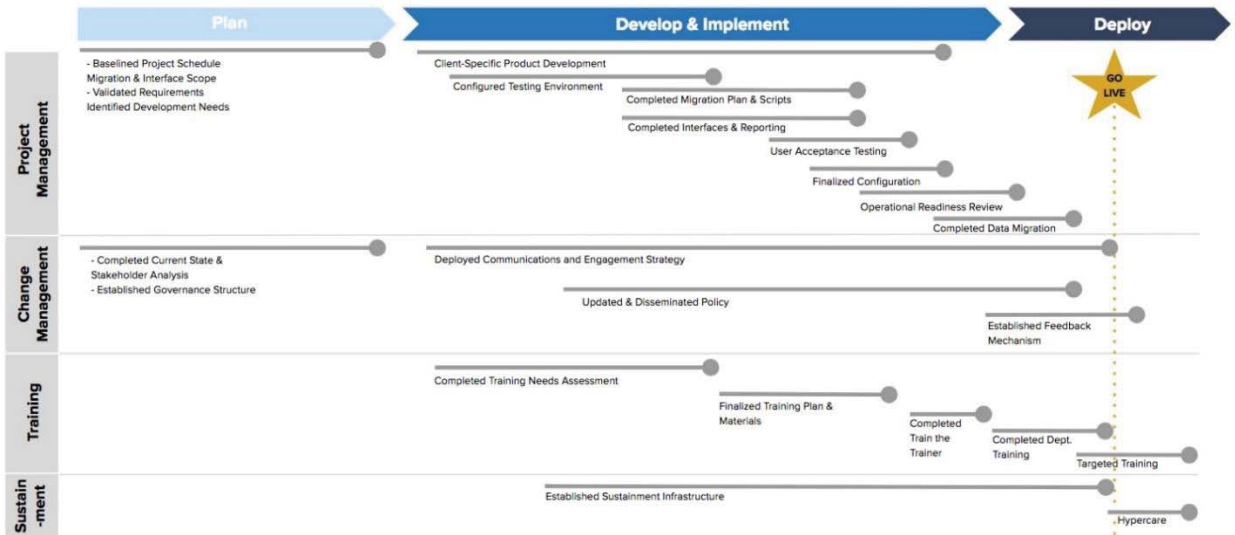 Plan
Develop & Implement
Deploy
Project
Management
- Baselined Project Schedule
Migration & Interface Scope
- Validated Requirements
Identified Development Needs
Client-Specific Product Development
Configured Testing Environment
Completed Migration Plan & Scripts
Completed Interfaces & Reporting
User Acceptance Testing
Finalized Configuration
Operational Readiness Review
Completed Data Migration
GO
LIVE
Change
Management
- Completed Current State &
Stakeholder Analysis
- Established Governance Structure
Deployed Communications and Engagement Strategy
Updated & Disseminated Policy
Established Feedback
Mechanism
Training
Completed Training Needs Assessment
Finalized Training Plan &
Materials
Completed
Train the
Trainer
Completed Dept.
Training
Targeted Training
Sustain
-ment
Established Sustainment Infrastructure
Hypercare